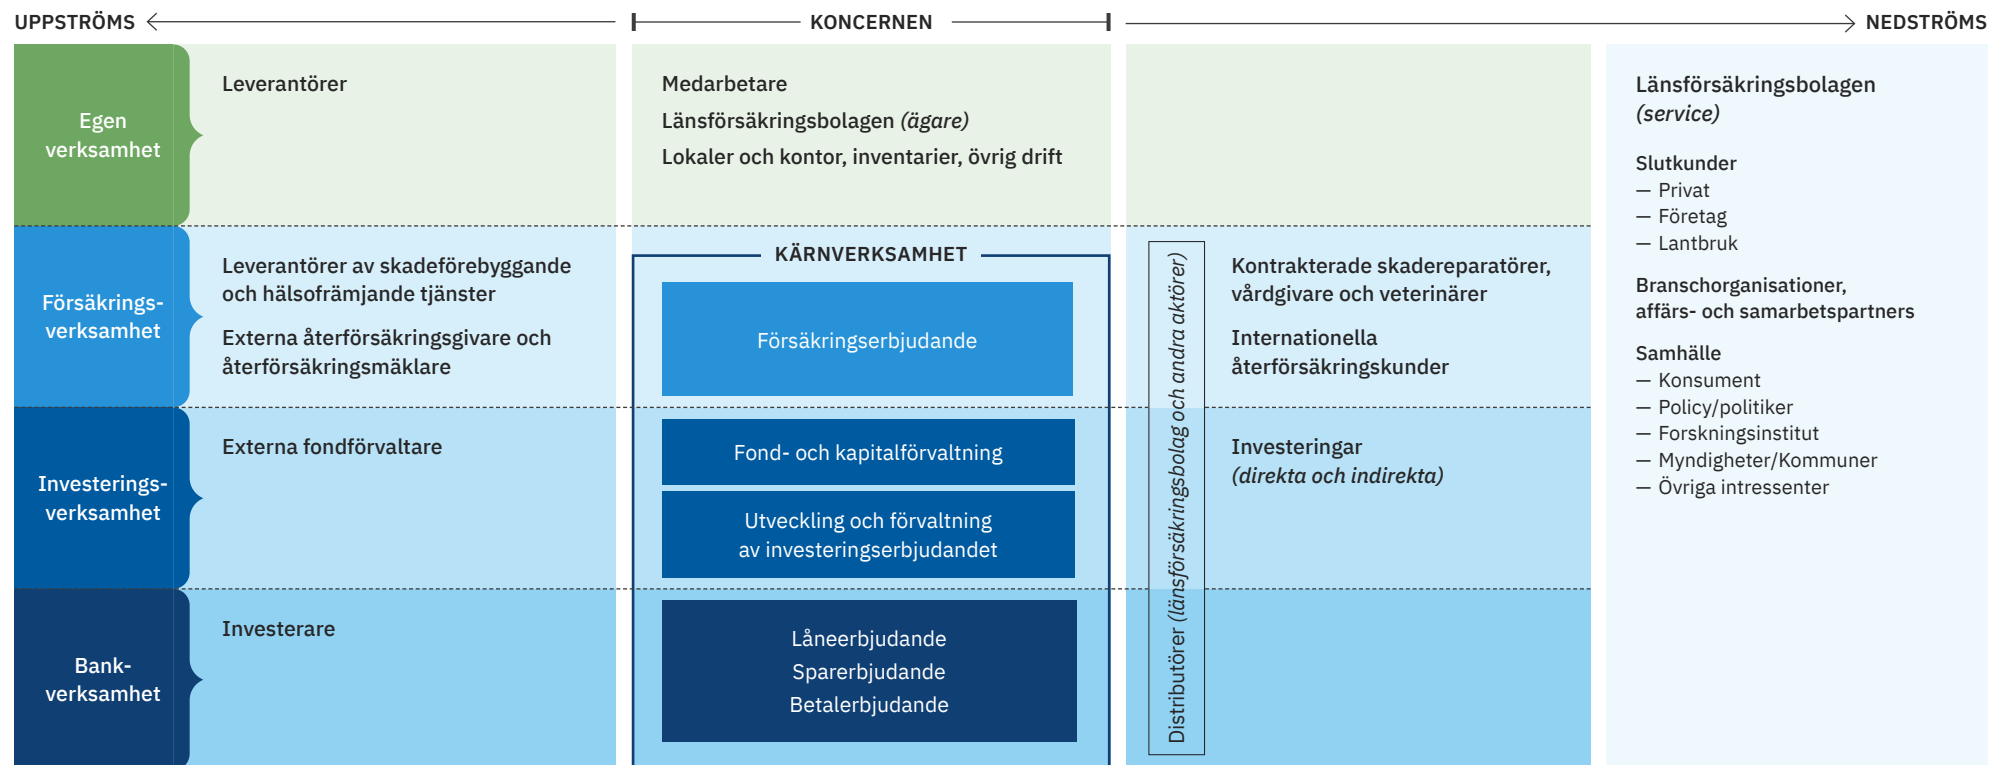 UPPSTRÖMS
KONCERNEN
NEDSTRÖMS
Egen
verksamhet
Leverantörer
Medarbetare
Länsförsäkringsbolagen (ägare)
Lokaler och kontor, inventarier, övrig drift
Försäkrings-
verksamhet
Leverantörer av skadeförebyggande
och hälsofrämjande tjänster
Externa återförsäkringsgivare och
återförsäkringsmäklare
KÄRNVERKSAMHET
Försäkringserbjudande
Distributörer (länsförsäkringsbolag och andra aktörer)
Kontrakterade skadereparatörer,
vårdgivare och veterinärer
Internationella
återförsäkringskunder
Investerings-
verksamhet
Externa fondförvaltare
Fond- och kapitalförvaltning
Utveckling och förvaltning
av investeringserbjudandet
Investeringar
(direkta och indirekta)
Bank-
verksamhet
Investerare
Låneerbjudande
Sparerbjudande
Betalerbjudande
Länsförsäkringsbolagen
(service)
Slutkunder
— Privat
— Företag
— Lantbruk
Branschorganisationer,
affärs- och samarbetspartners
Samhälle
— Konsument
— Policy/politiker
— Forskningsinstitut
— Myndigheter/Kommuner
— Övriga intressenter